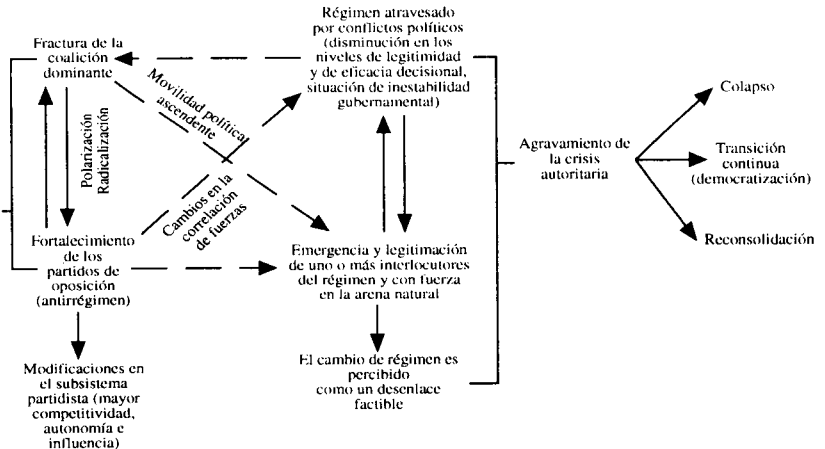 Fractura de la
coalición
dominante
Movilidad política
ascendente
Polarización
Radicalización
Cambios en la
correlación
de fuerzas
Fortalecimiento
de los
partidos de
oposición
(antirrégimen)
Modificaciones en
el subsistema
partidista (mayor
competitividad,
autonomía e
influencia)
Régimen atravesado
por conflictos políticos
(disminución en los
niveles de legitimidad
y de eficacia decisional,
situación de inestabilidad
gubernamental)
Emergencia y legitimación
de uno o más interlocutores
del régimen y con fuerza
en la arena natural
El cambio de régimen es
percibido
como un desenlace
factible
Agravamiento de
la crisis
autoritaria
Colapso
Transición
continua
(democratización)
Reconsolidación